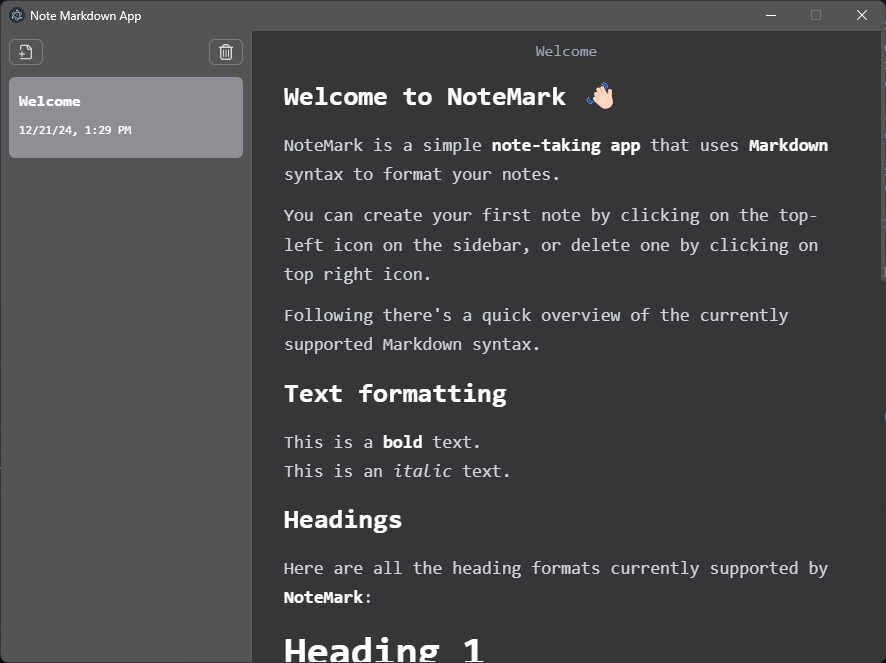 Note Markdown App
Welcome
12/21/24, 1:29 PM
Welcome
Welcome to NoteMark 👋🏻
NoteMark is a simple note-taking app that uses Markdown
syntax to format your notes.
You can create your first note by clicking on the top-
left icon on the sidebar, or delete one by clicking on
top right icon.
Following there's a quick overview of the currently
supported Markdown syntax.
Text formatting
This is a bold text.
This is an italic text.
Headings
Here are all the heading formats currently supported by
NoteMark:
Heading 1